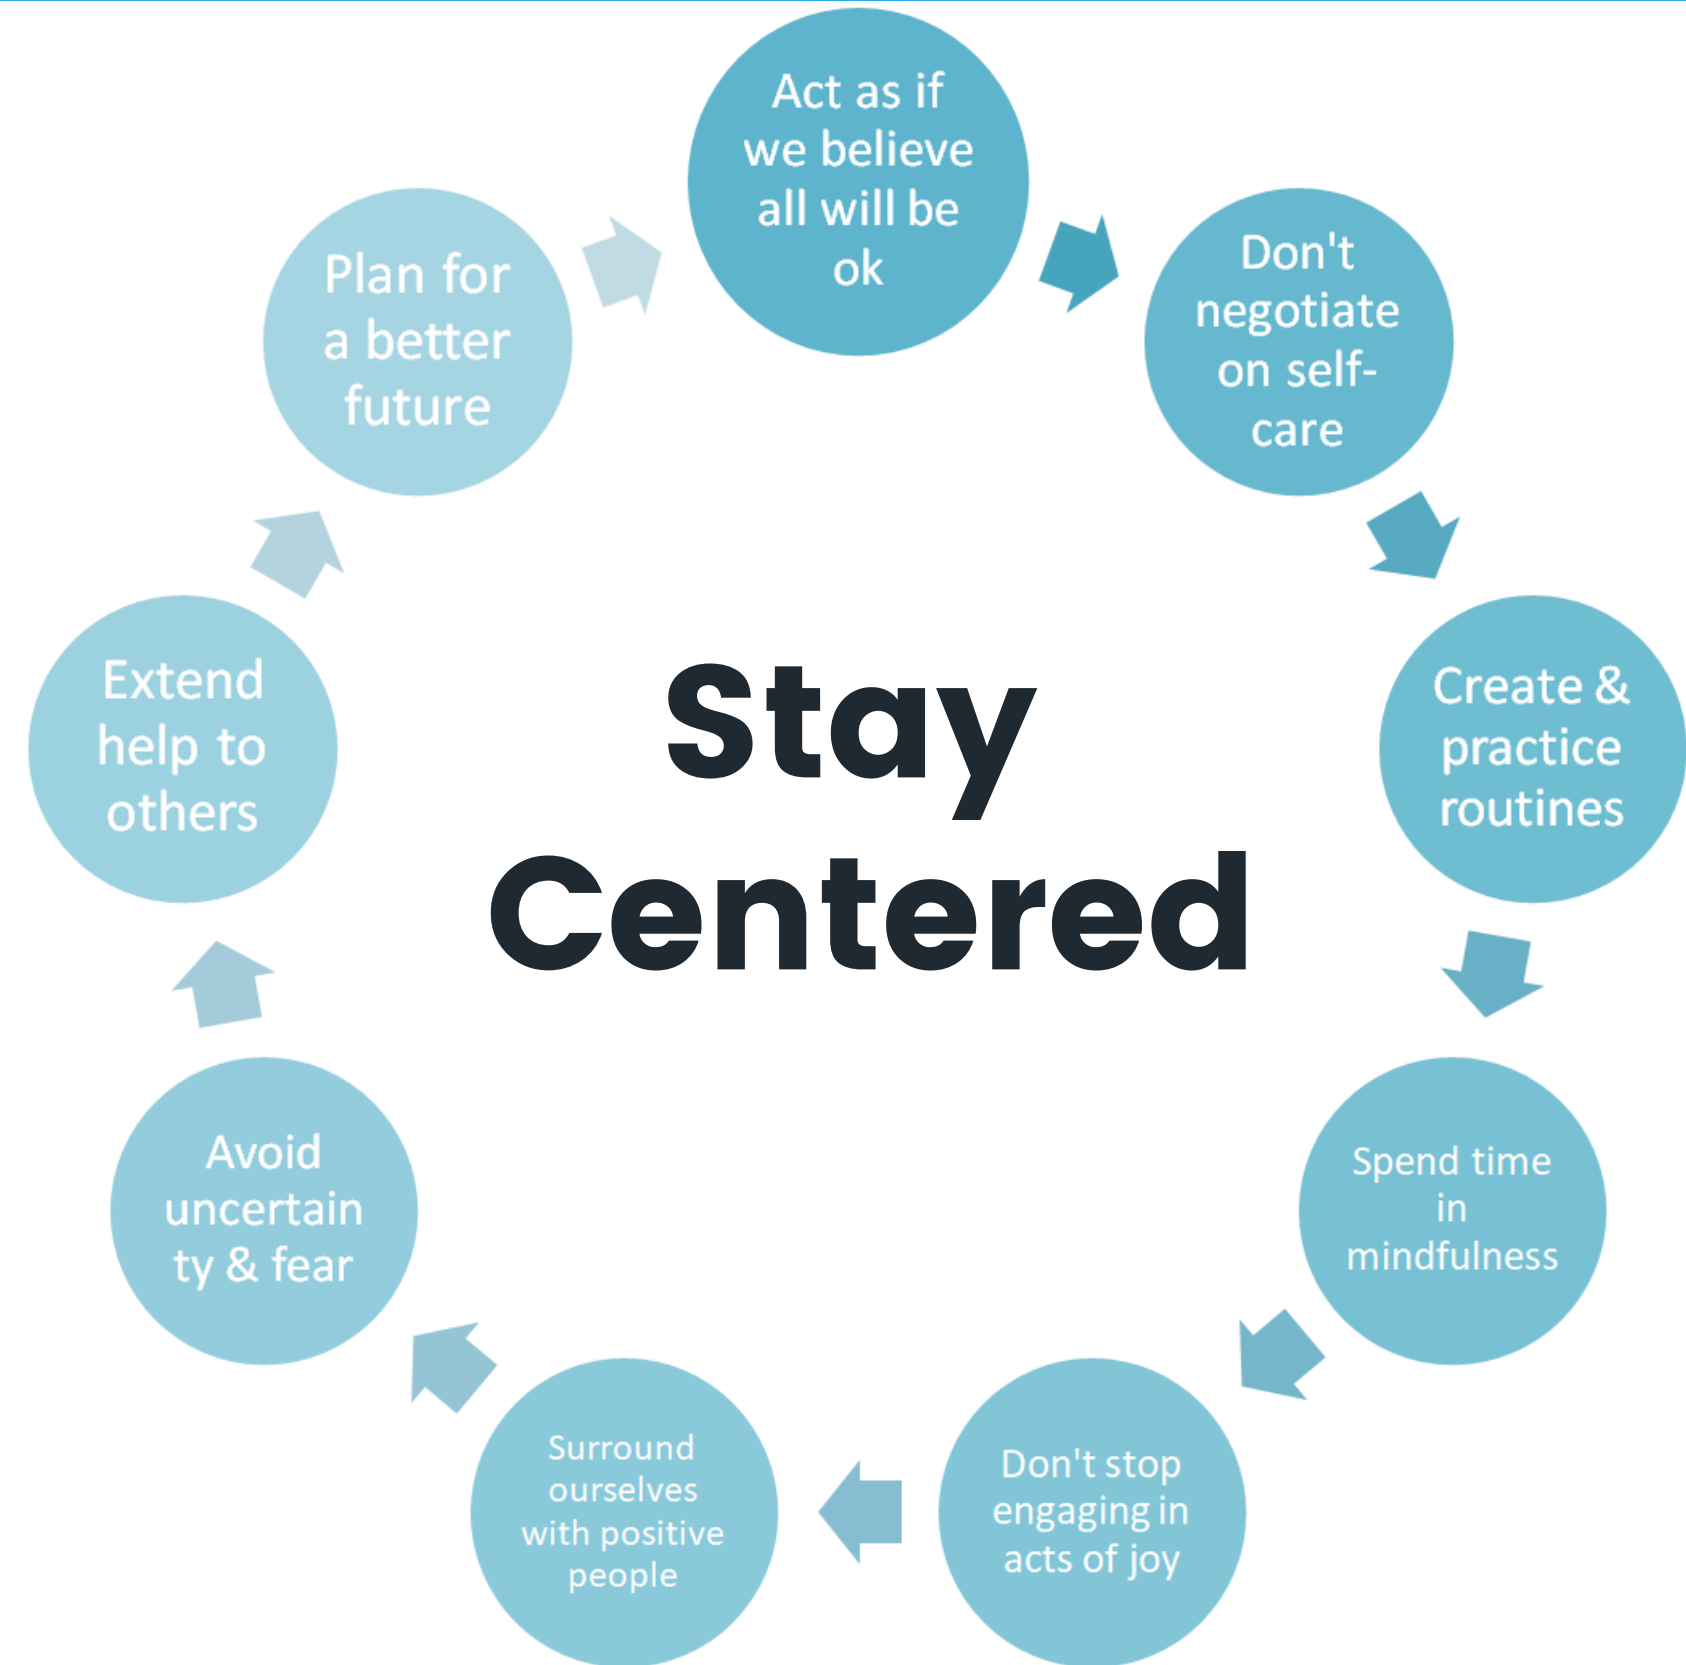 Act as if
we believe
all will be
ok
Don't
negotiate
on self-
care
Create &
practice
routines
Spend time
in
mindfulness
Don't stop
engaging in
acts of joy
Surround
ourselves
with positive
people
Avoid
uncertain
ty & fear
Extend
help to
others
Plan for
a better
future
Stay
Centered